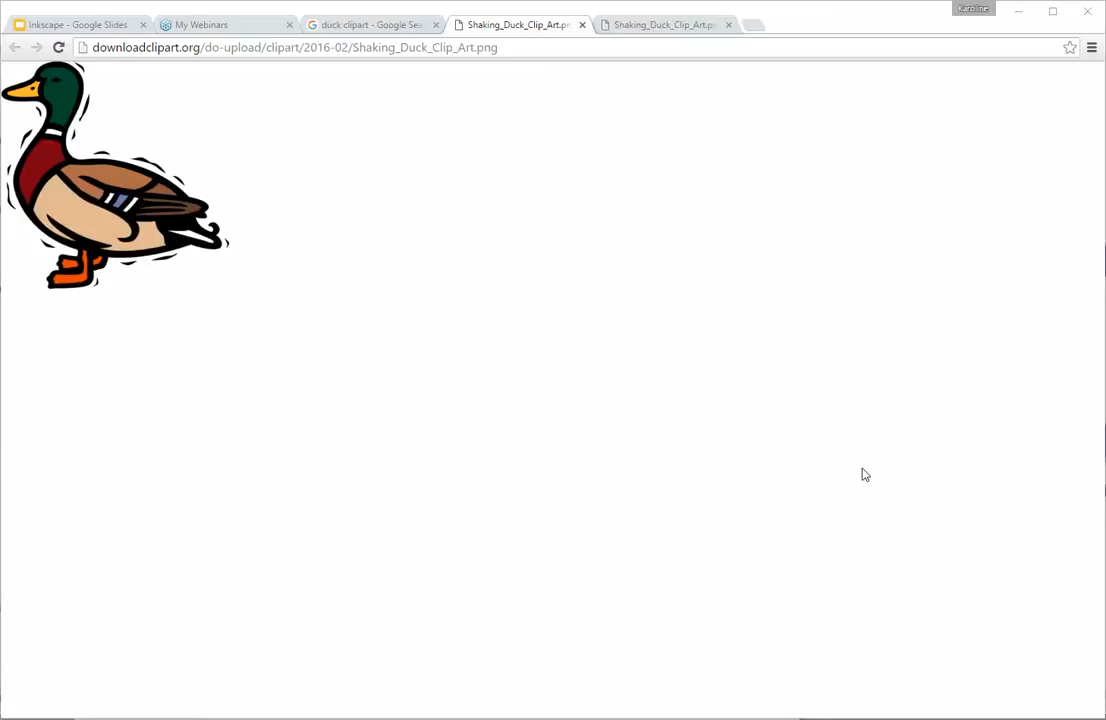 Karoline
Inkscape - Google Slides
My Webinars
duck clipart - Google Sea
Shaking_Duck_Clip_Art.pn
Shaking_Duck_Clip_Art.pn
downloadclipart.org/do-upload/clipart/2016-02/Shaking_Duck_Clip_Art.png